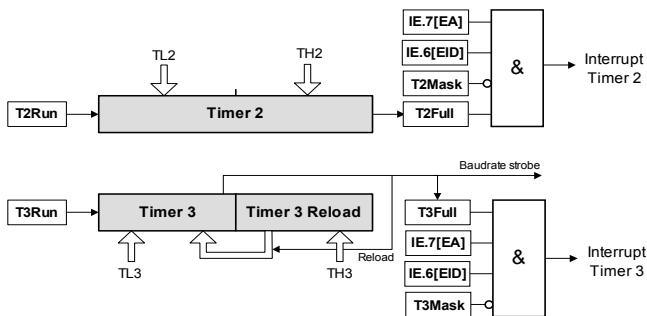 IE.7[EA]
TL2
TH2
IE.6[EID]
&
Interrupt
Timer 2
T2Mask
T2Run
Timer 2
T2Full
Baudrate strobe
T3Run
Timer 3
Timer 3 Reload
T3Full
IE.7[EA]
Reload
TL3
TH3
IE.6[EID]
&
Interrupt
Timer 3
T3Mask